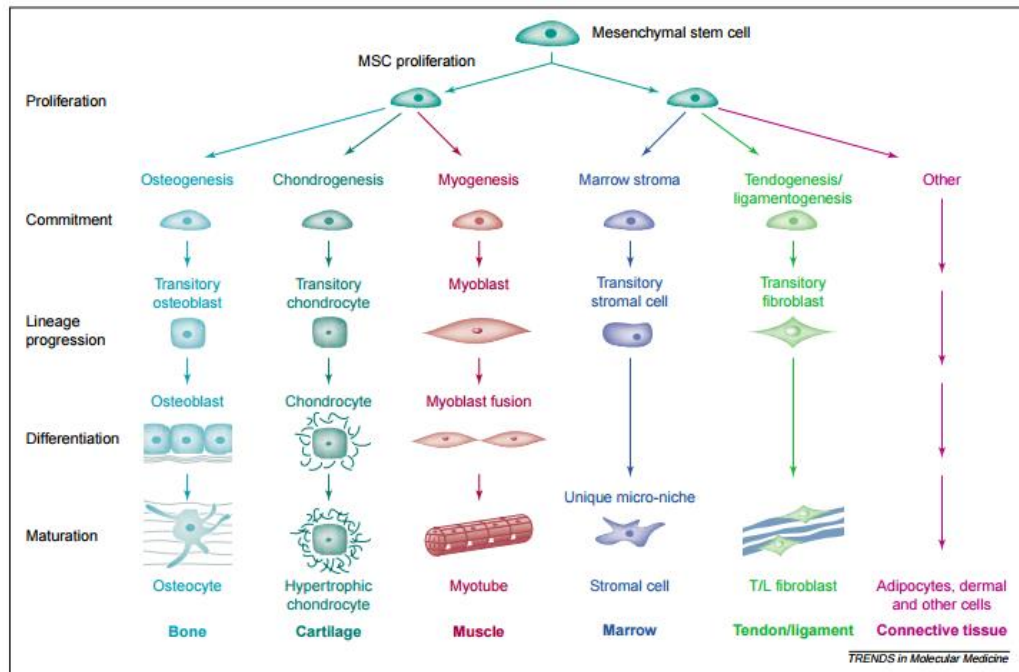 Mesenchymal stem cell
MSC proliferation
Proliferation
Osteogenesis
Chondrogenesis
Myogenesis
Marrow stroma
Tendogenesis/
ligamentogenesis
Other
Commitment
Transitory
osteoblast
Transitory
chondrocyte
Myoblast
Transitory
stromal cell
Transitory
fibroblast
Lineage
progression
Osteoblast
Chondrocyte
Myoblast fusion
Differentiation
Unique micro-niche
Maturation
Osteocyte
Hypertrophic
chondrocyte
Myotube
Stromal cell
T/L fibroblast
Adipocytes, dermal
and other cells
Bone
Cartilage
Muscle
Marrow
Tendon/ligament
Connective tissue
TRENDS in Molecular Medicine